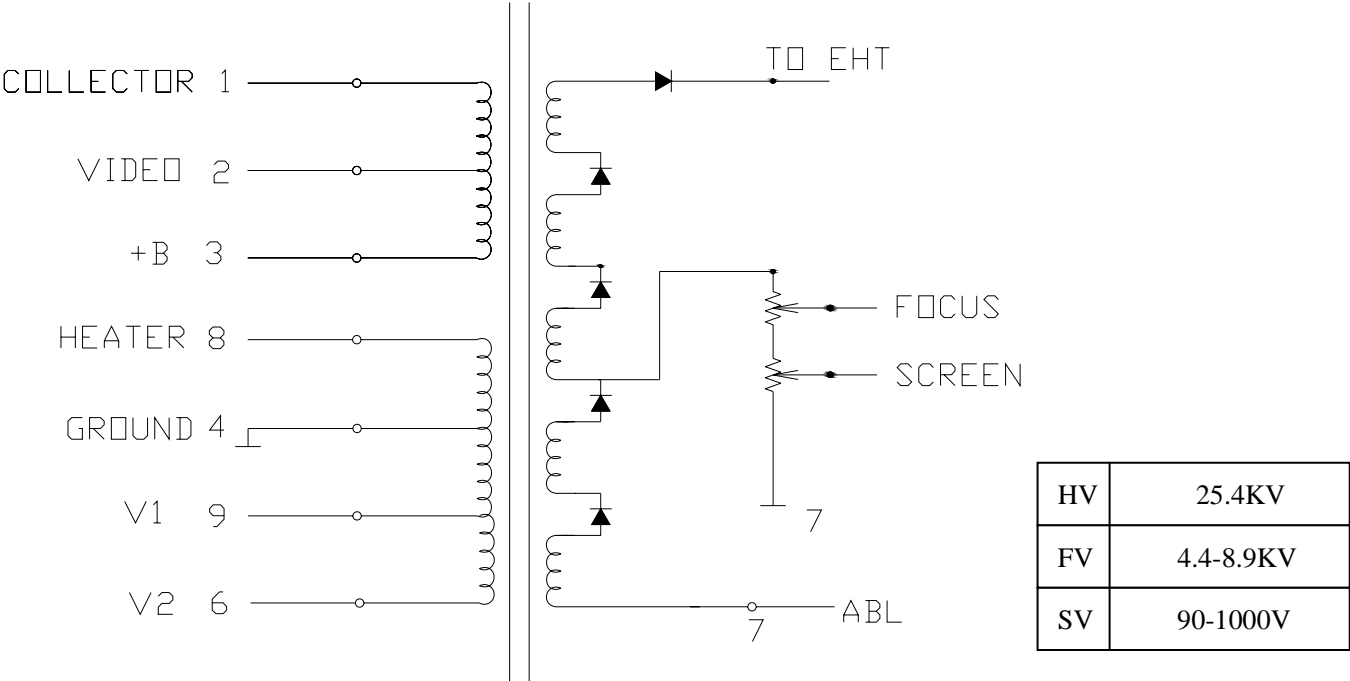 COLLECTOR 1
VIDEO 2
+B 3
HEATER 8
GROUND 4
V1 9
V2 6
TO EHT
FOCUS
SCREEN
7
ABL
7
HV 25.4KV
FV 4.4-8.9KV
SV 90-1000V